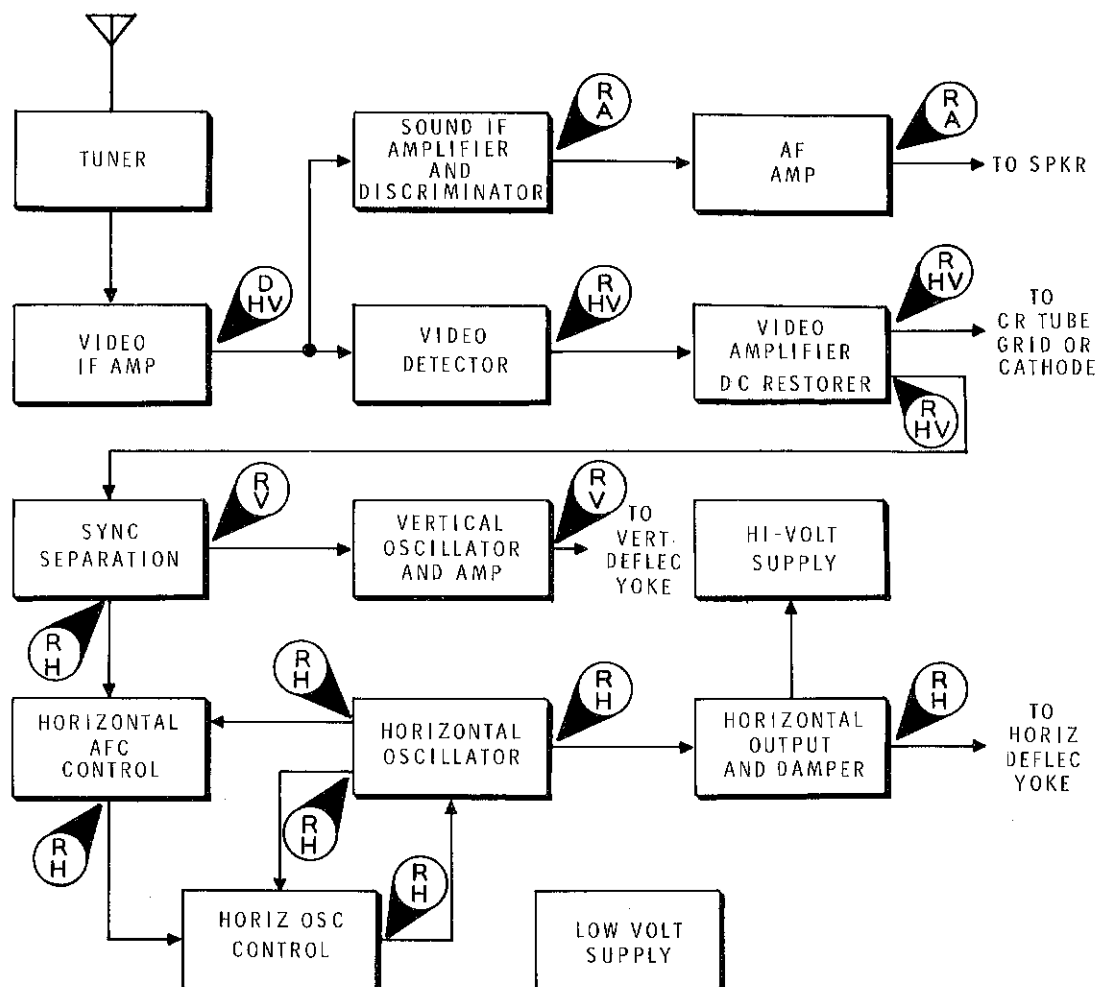 TUNER
SOUND IF
AMPLIFIER
AND
DISCRIMINATOR
R
A
AF
AMP
R
A
TO SPKR
VIDEO
IF AMP
D
HV
VIDEO
DETECTOR
R
HV
VIDEO
AMPLIFIER
DC RESTORER
R
HV
TO
CR TUBE
GRID OR
CATHODE
R
HV
SYNC
SEPARATION
R
V
VERTICAL
OSCILLATOR
AND AMP
R
V
TO
VERT.
DEFLEC
YOKE
HI-VOLT
SUPPLY
R
H
HORIZONTAL
AFC
CONTROL
R
H
HORIZONTAL
OSCILLATOR
R
H
HORIZONTAL
OUTPUT
AND DAMPER
R
H
TO
HORIZ
DEFLEC
YOKE
R
H
R
H
HORIZ OSC
CONTROL
R
H
LOW VOLT
SUPPLY